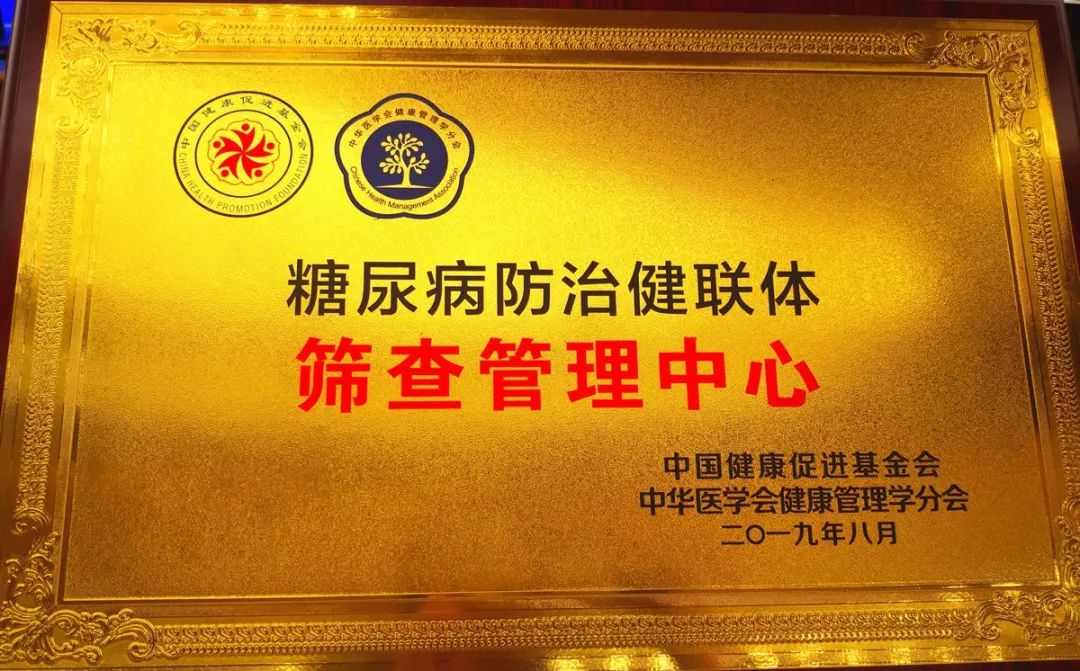 中国健康促进基金会
CHINA HEALTH PROMOTION FOUNDATION
中华医学会健康管理学分会
Chinese Health Management Association
糖尿病防治健联体
筛查管理中心
中国健康促进基金会
中华医学会健康管理学分会
二〇一九年八月